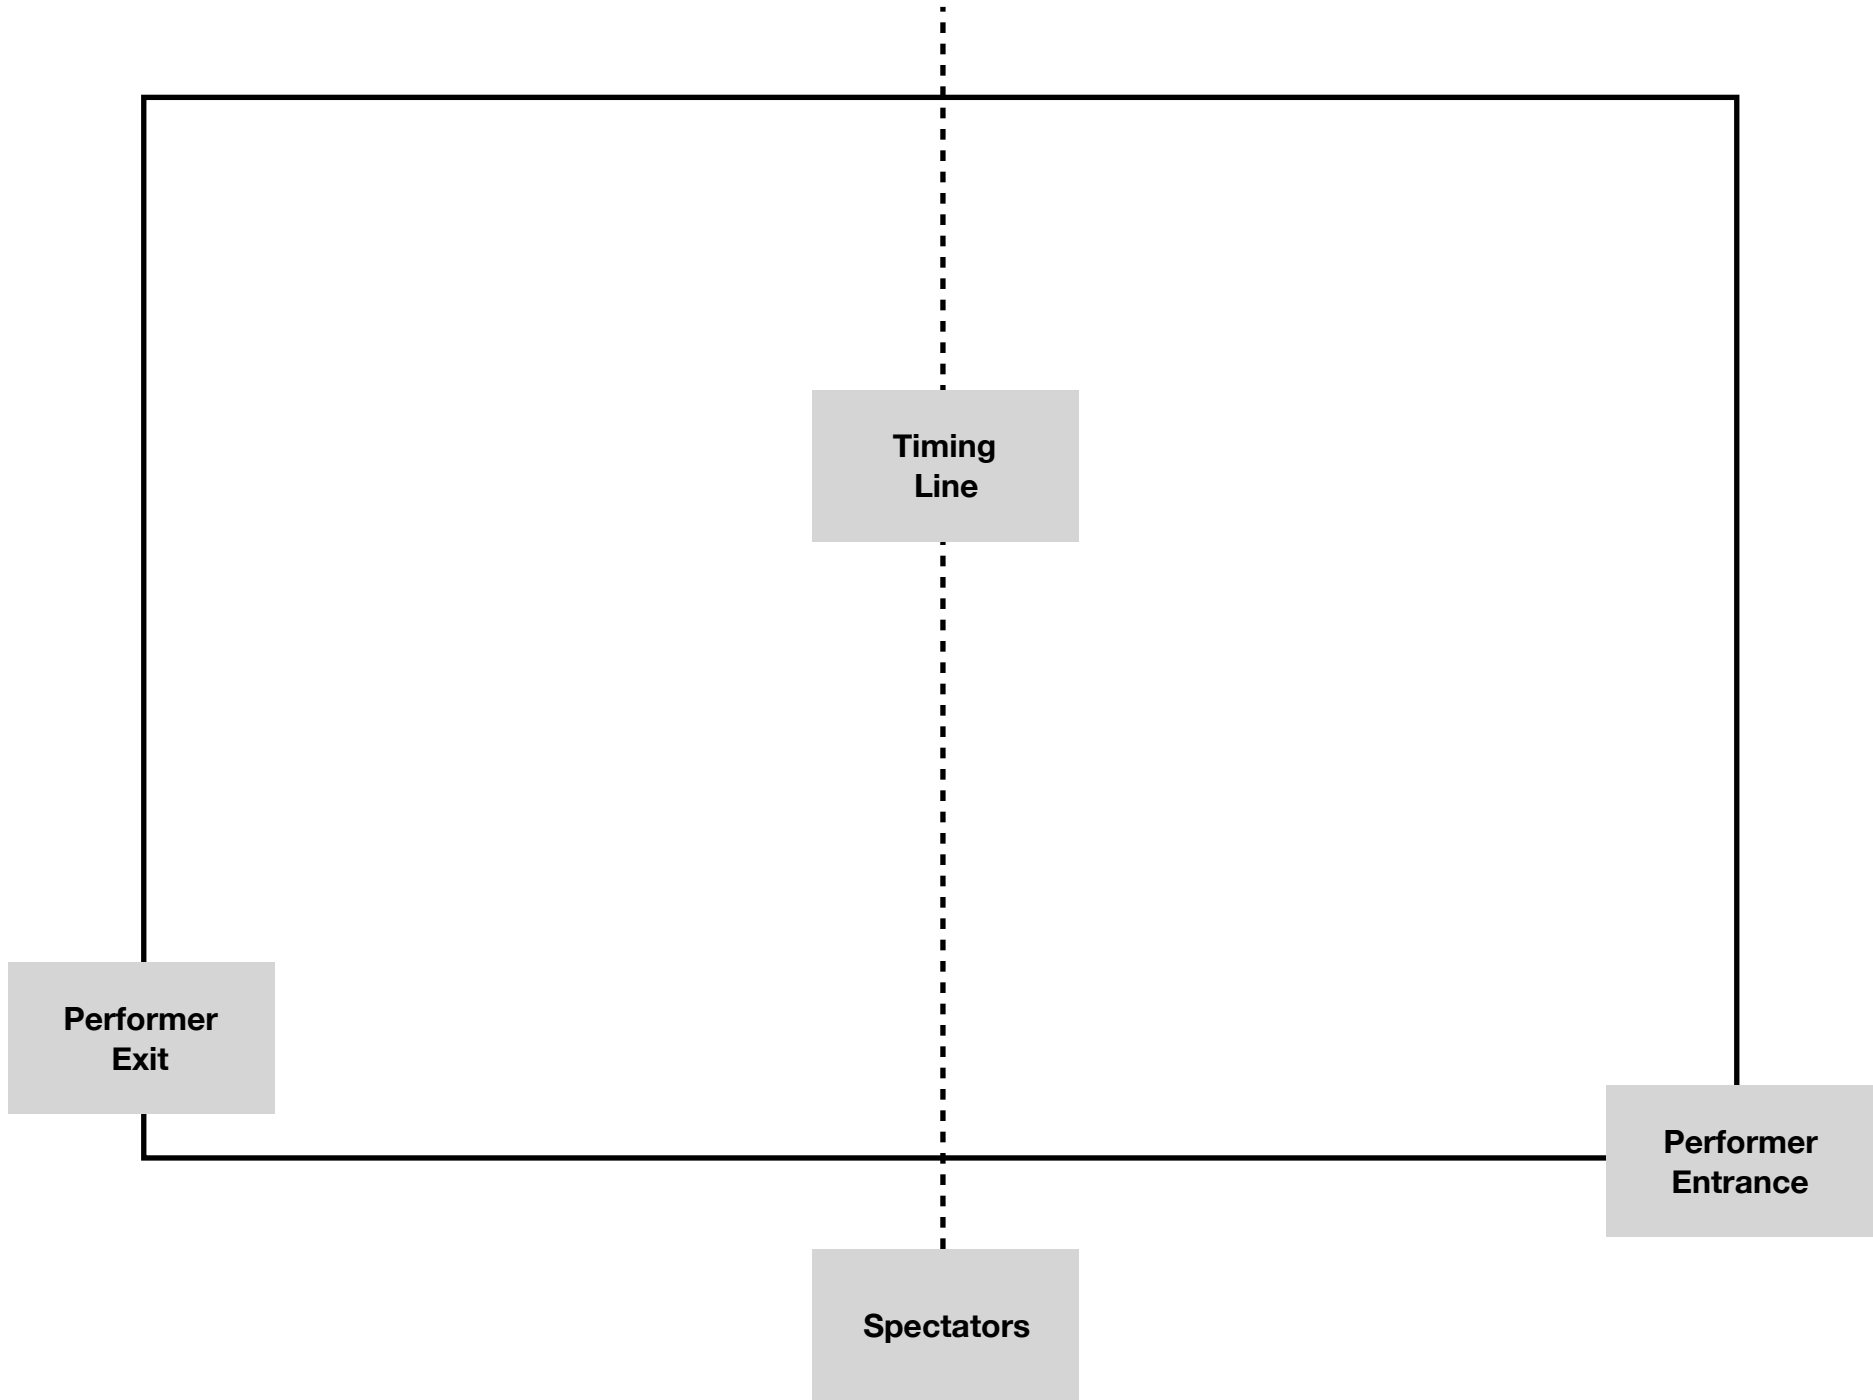 Timing
Line
Performer
Exit
Performer
Entrance
Spectators